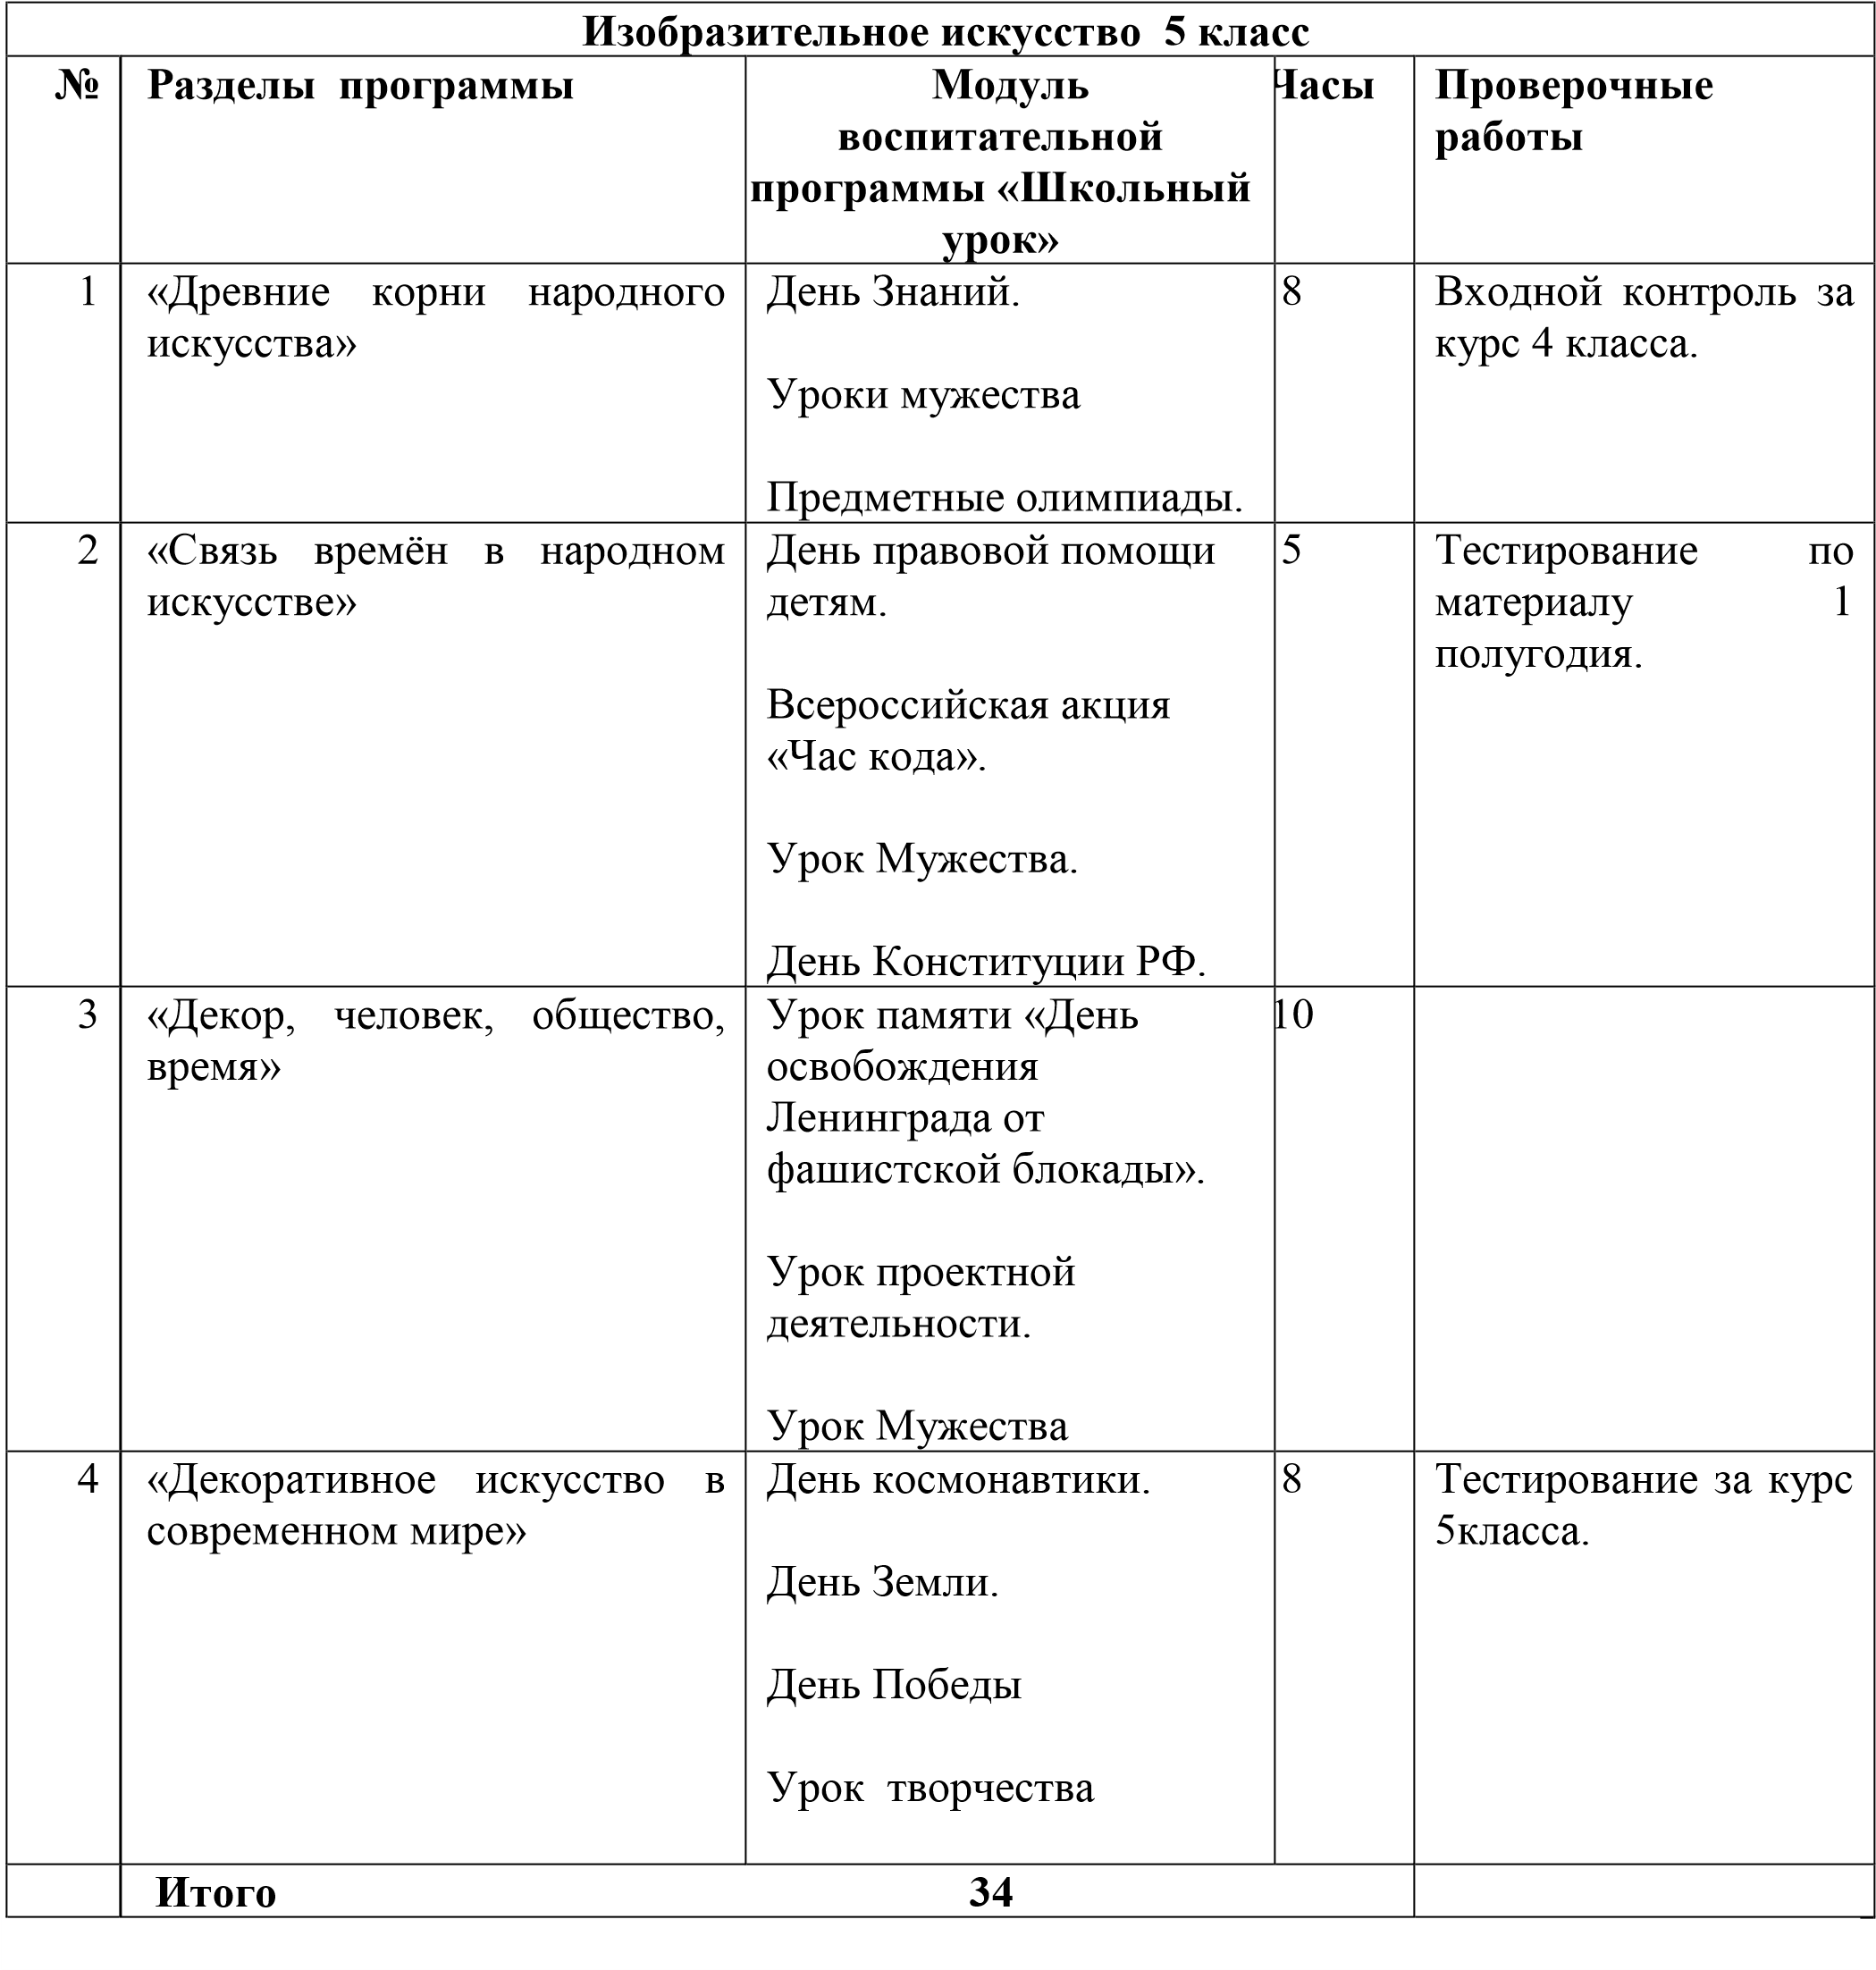 Изобразительное искусство 5 класс
№ Разделы программы Модуль Часы Проверочные
воспитательной работы
программы «Школьный
урок»
1 «Древние корни народного День Знаний. 8 Входной контроль за
искусства» курс 4 класса.
Уроки мужества
Предметные олимпиады.
2 «Связь времён в народном День правовой помощи 5 Тестирование по
искусстве» детям. материалу 1
полугодия.
Всероссийская акция
«Час кода».
Урок Мужества.
День Конституции РФ.
3 «Декор, человек, общество, Урок памяти «День 10
время» освобождения
Ленинграда от
фашистской блокады».
Урок проектной
деятельности.
Урок Мужества
4 «Декоративное искусство в День космонавтики. 8 Тестирование за курс
современном мире» 5класса.
День Земли.
День Победы
Урок творчества
Итого 34